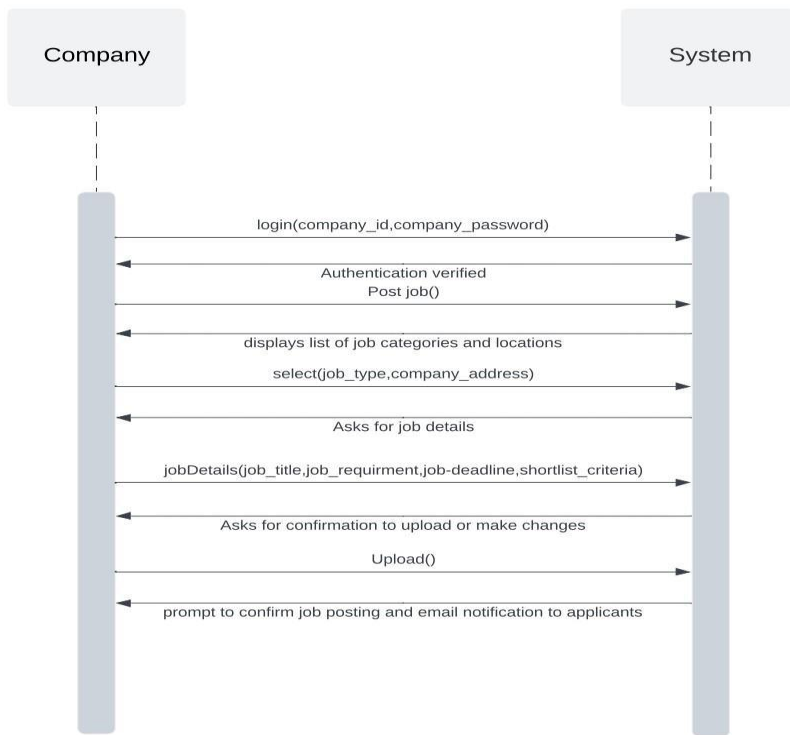 Company
System
login(company_id,company_password)
Authentication verified
Post job()
displays list of job categories and locations
select(job_type,company_address)
Asks for job details
jobDetails(job_title,job_requirment,job-deadline,shortlist_criteria)
Asks for confirmation to upload or make changes
Upload()
prompt to confirm job posting and email notification to applicants